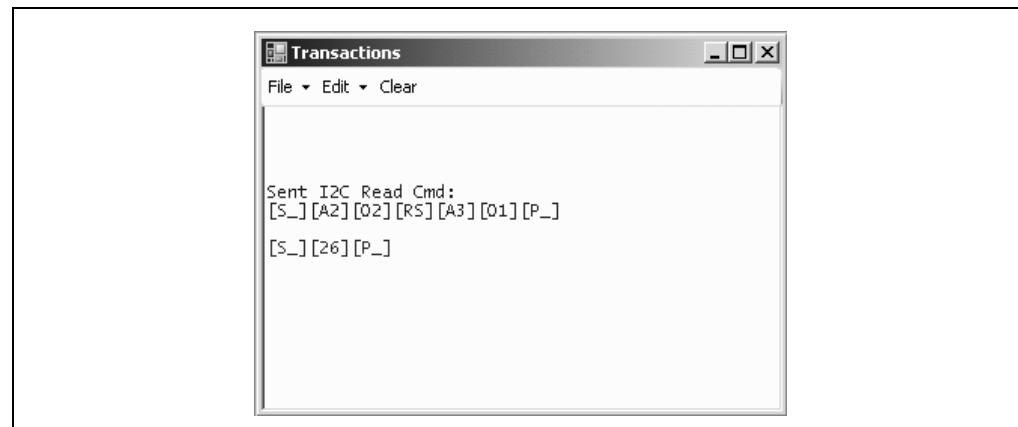 Transactions
File Edit Clear
Sent I2C Read Cmd:
[S_][A2][02][RS][A3][01][P_]
[S_][26][P_]